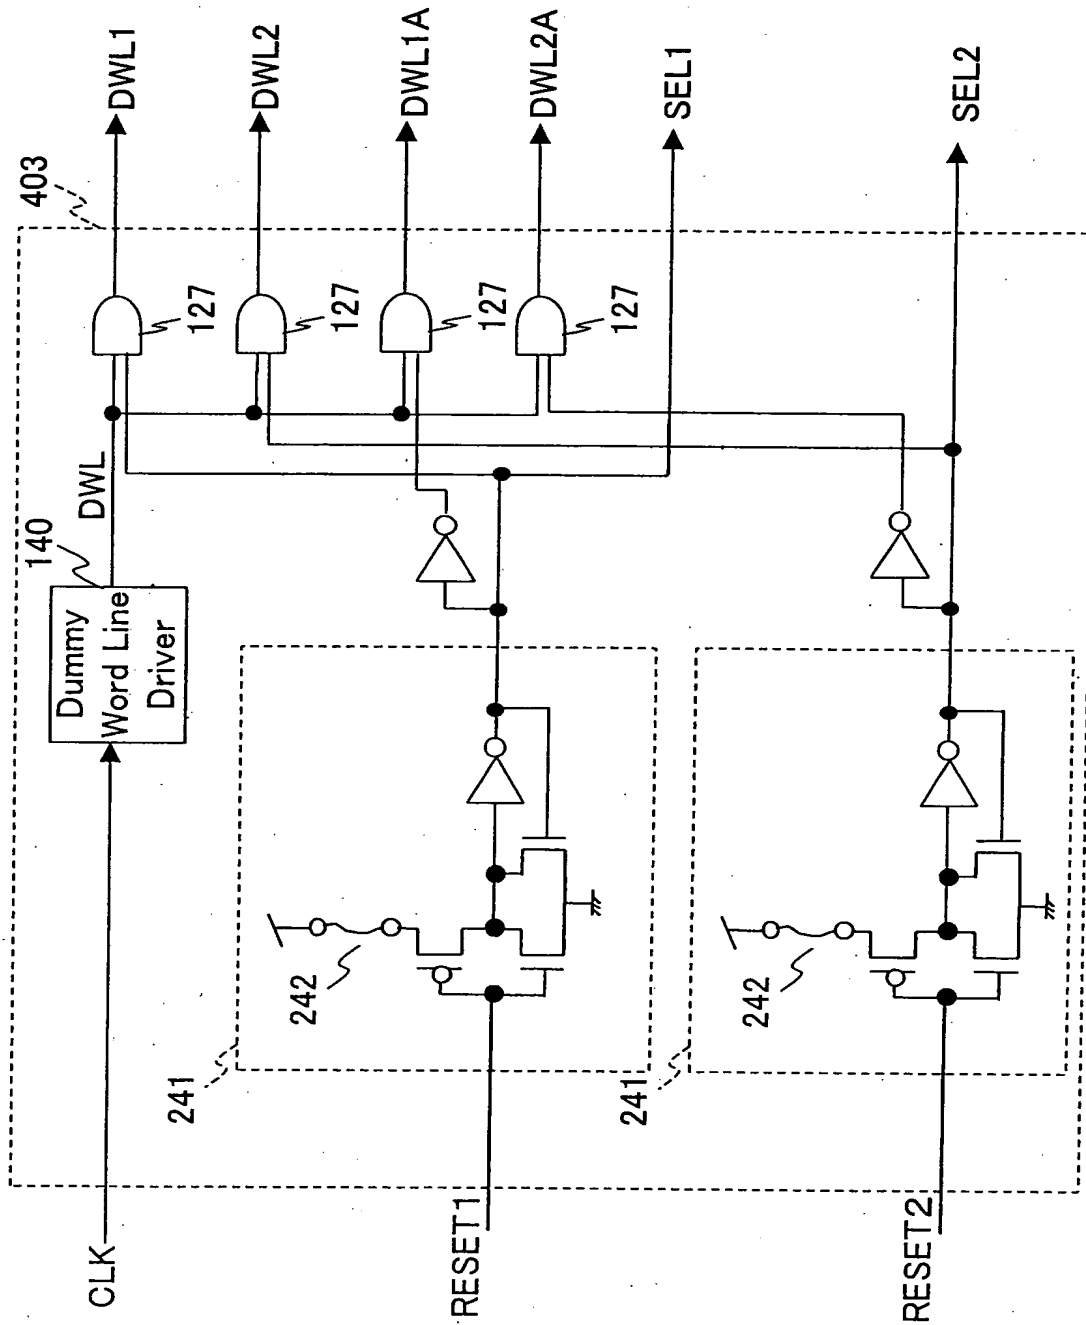 CLK
Dummy
Word Line
Driver
140
DWL
403
127
DWL1
127
DWL2
127
DWL1A
127
DWL2A
SEL1
SEL2
RESET1
241
242
RESET2
241
242